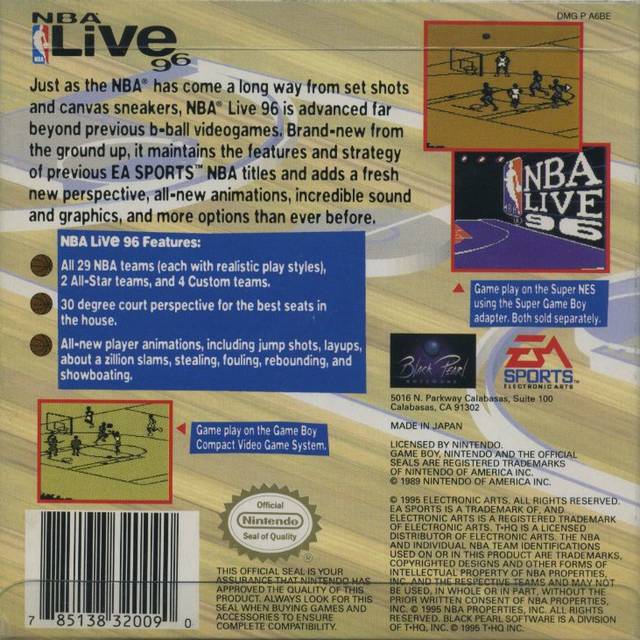 NBA
Live
96
DMG P A6BE
Just as the NBA® has come a long way from set shots
and canvas sneakers, NBA® Live 96 is advanced far
beyond previous b-ball videogames. Brand-new from
the ground up, it maintains the features and strategy
of previous EA SPORTS™ NBA titles and adds a fresh
new perspective, all-new animations, incredible sound
and graphics, and more options than ever before.
NBA Live 96 Features:
All 29 NBA teams (each with realistic play styles),
2 All-Star teams, and 4 Custom teams.
30 degree court perspective for the best seats in
the house.
All-new player animations, including jump shots, layups,
about a zillion slams, stealing, fouling, rebounding, and
showboating.
NBA
LIVE
96
Game play on the Super NES
using the Super Game Boy
adapter. Both sold separately.
Black Pearl
SOFTWARE
EA
SPORTS™
ELECTRONIC ARTS
5016 N. Parkway Calabasas, Suite 100
Calabasas, CA 91302
MADE IN JAPAN
LICENSED BY NINTENDO.
GAME BOY, NINTENDO AND THE OFFICIAL
SEALS ARE REGISTERED TRADEMARKS
OF NINTENDO OF AMERICA INC.
© 1989 NINTENDO OF AMERICA INC.
© 1995 ELECTRONIC ARTS. ALL RIGHTS RESERVED.
EA SPORTS IS A TRADEMARK OF, AND
ELECTRONIC ARTS IS A REGISTERED TRADEMARK
OF ELECTRONIC ARTS. T·HQ IS A LICENSED
DISTRIBUTOR OF ELECTRONIC ARTS. THE NBA
AND INDIVIDUAL NBA TEAM IDENTIFICATIONS
USED ON OR IN THIS PRODUCT ARE TRADEMARKS,
COPYRIGHTED DESIGNS AND OTHER FORMS OF
INTELLECTUAL PROPERTY OF NBA PROPERTIES,
INC. AND THE RESPECTIVE TEAMS AND MAY NOT
BE USED, IN WHOLE OR IN PART, WITHOUT THE
PRIOR WRITTEN CONSENT OF NBA PROPERTIES,
INC. © 1995 NBA PROPERTIES, INC. ALL RIGHTS
RESERVED. BLACK PEARL SOFTWARE IS A DIVISION
OF T·HQ, INC. © 1995 T·HQ INC.
Game play on the Game Boy
Compact Video Game System.
Official
Nintendo
Seal of Quality
®
THIS OFFICIAL SEAL IS YOUR
ASSURANCE THAT NINTENDO HAS
APPROVED THE QUALITY OF THIS
PRODUCT. ALWAYS LOOK FOR THIS
SEAL WHEN BUYING GAMES AND
ACCESSORIES TO ENSURE
COMPLETE COMPATIBILITY.
7 85138 32009 0